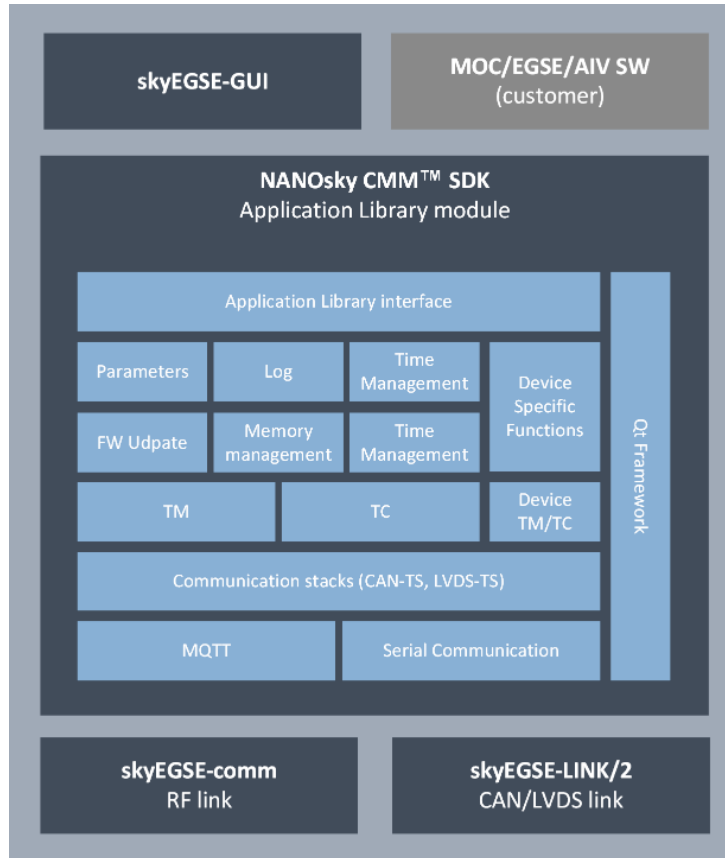 skyEGSE-GUI
MOC/EGSE/AIV SW
(customer)
NANOsky CMM™ SDK
Application Library module
Application Library interface
Parameters
Log
Time
Management
Device
Specific
Functions
FW Udpate
Memory
management
Time
Management
TM
TC
Device
TM/TC
Communication stacks (CAN-TS, LVDS-TS)
MQTT
Serial Communication
Qt Framework
skyEGSE-comm
RF link
skyEGSE-LINK/2
CAN/LVDS link